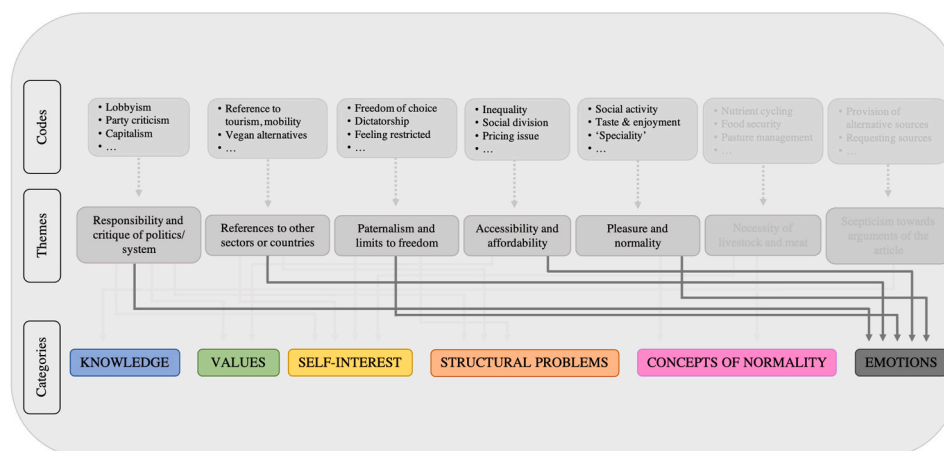 Codes
• Lobbyism
• Party criticism
• Capitalism
• …
• Reference to
tourism, mobility
• Vegan alternatives
• …
• Freedom of choice
• Dictatorship
• Feeling restricted
• …
• Inequality
• Social division
• Pricing issue
• …
• Social activity
• Taste & enjoyment
• ‘Speciality’
• …
• Nutrient cycling
• Food security
• Pasture management
• …
• Provision of
alternative sources
• Requesting sources
• …
Themes
Responsibility and
critique of politics/
system
References to other
sectors or countries
Paternalism and
limits to freedom
Accessibility and
affordability
Pleasure and
normality
Necessity of
livestock and meat
Scepticism towards
arguments of the
article
Categories
KNOWLEDGE
VALUES
SELF-INTEREST
STRUCTURAL PROBLEMS
CONCEPTS OF NORMALITY
EMOTIONS